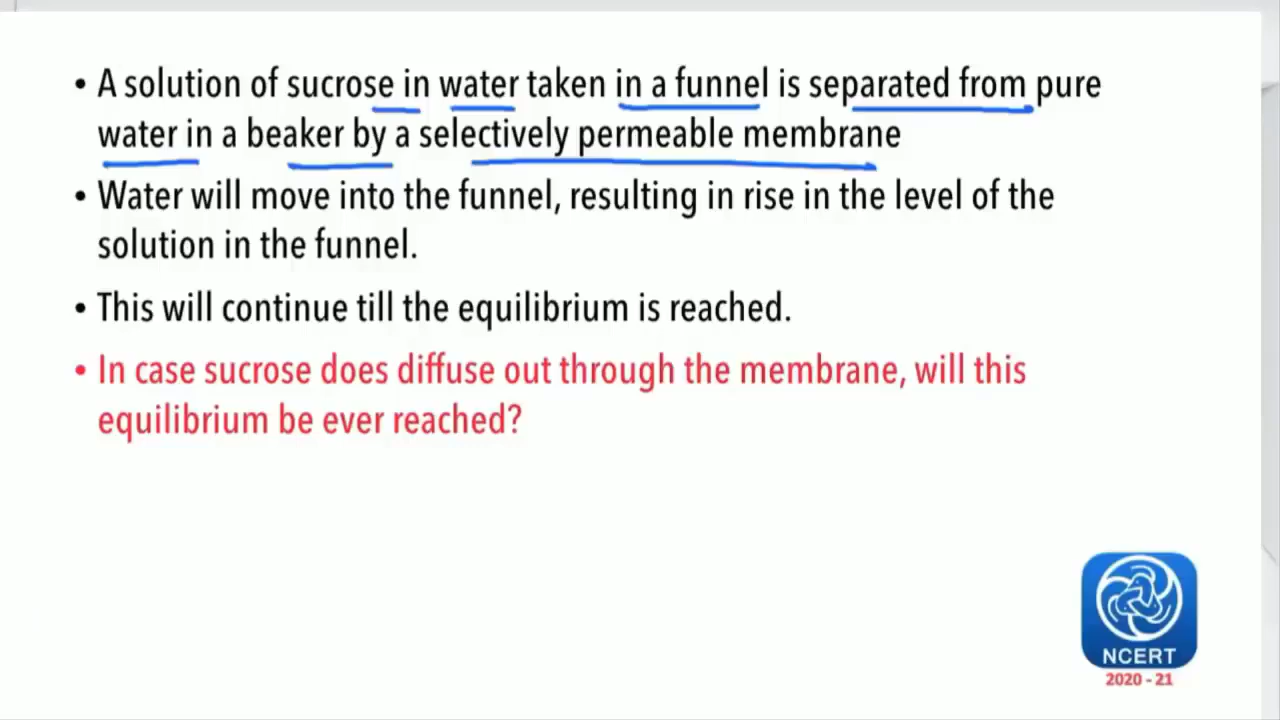 • A solution of sucrose in water taken in a funnel is separated from pure
water in a beaker by a selectively permeable membrane
• Water will move into the funnel, resulting in rise in the level of the
solution in the funnel.
• This will continue till the equilibrium is reached.
• In case sucrose does diffuse out through the membrane, will this
equilibrium be ever reached?
NCERT
2020 - 21